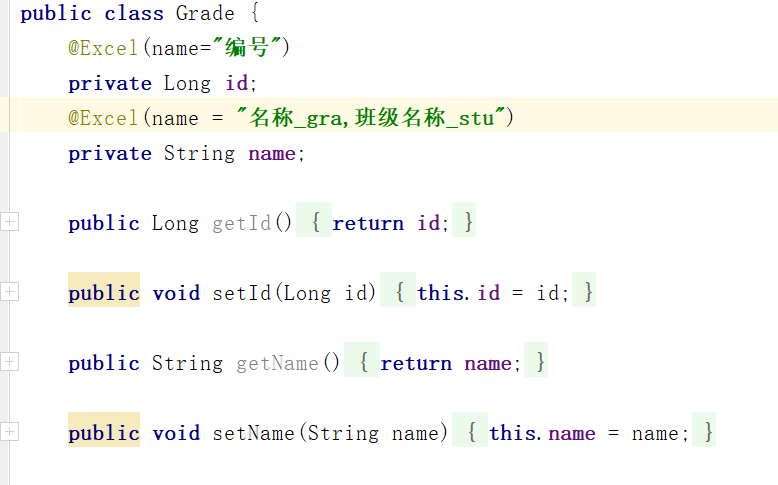 public class Grade {
@Excel(name="编号")
private Long id;
@Excel(name = "名称_gra,班级名称_stu")
private String name;
public Long getId() { return id; }
public void setId(Long id) { this.id = id; }
public String getName() { return name; }
public void setName(String name) { this.name = name; }